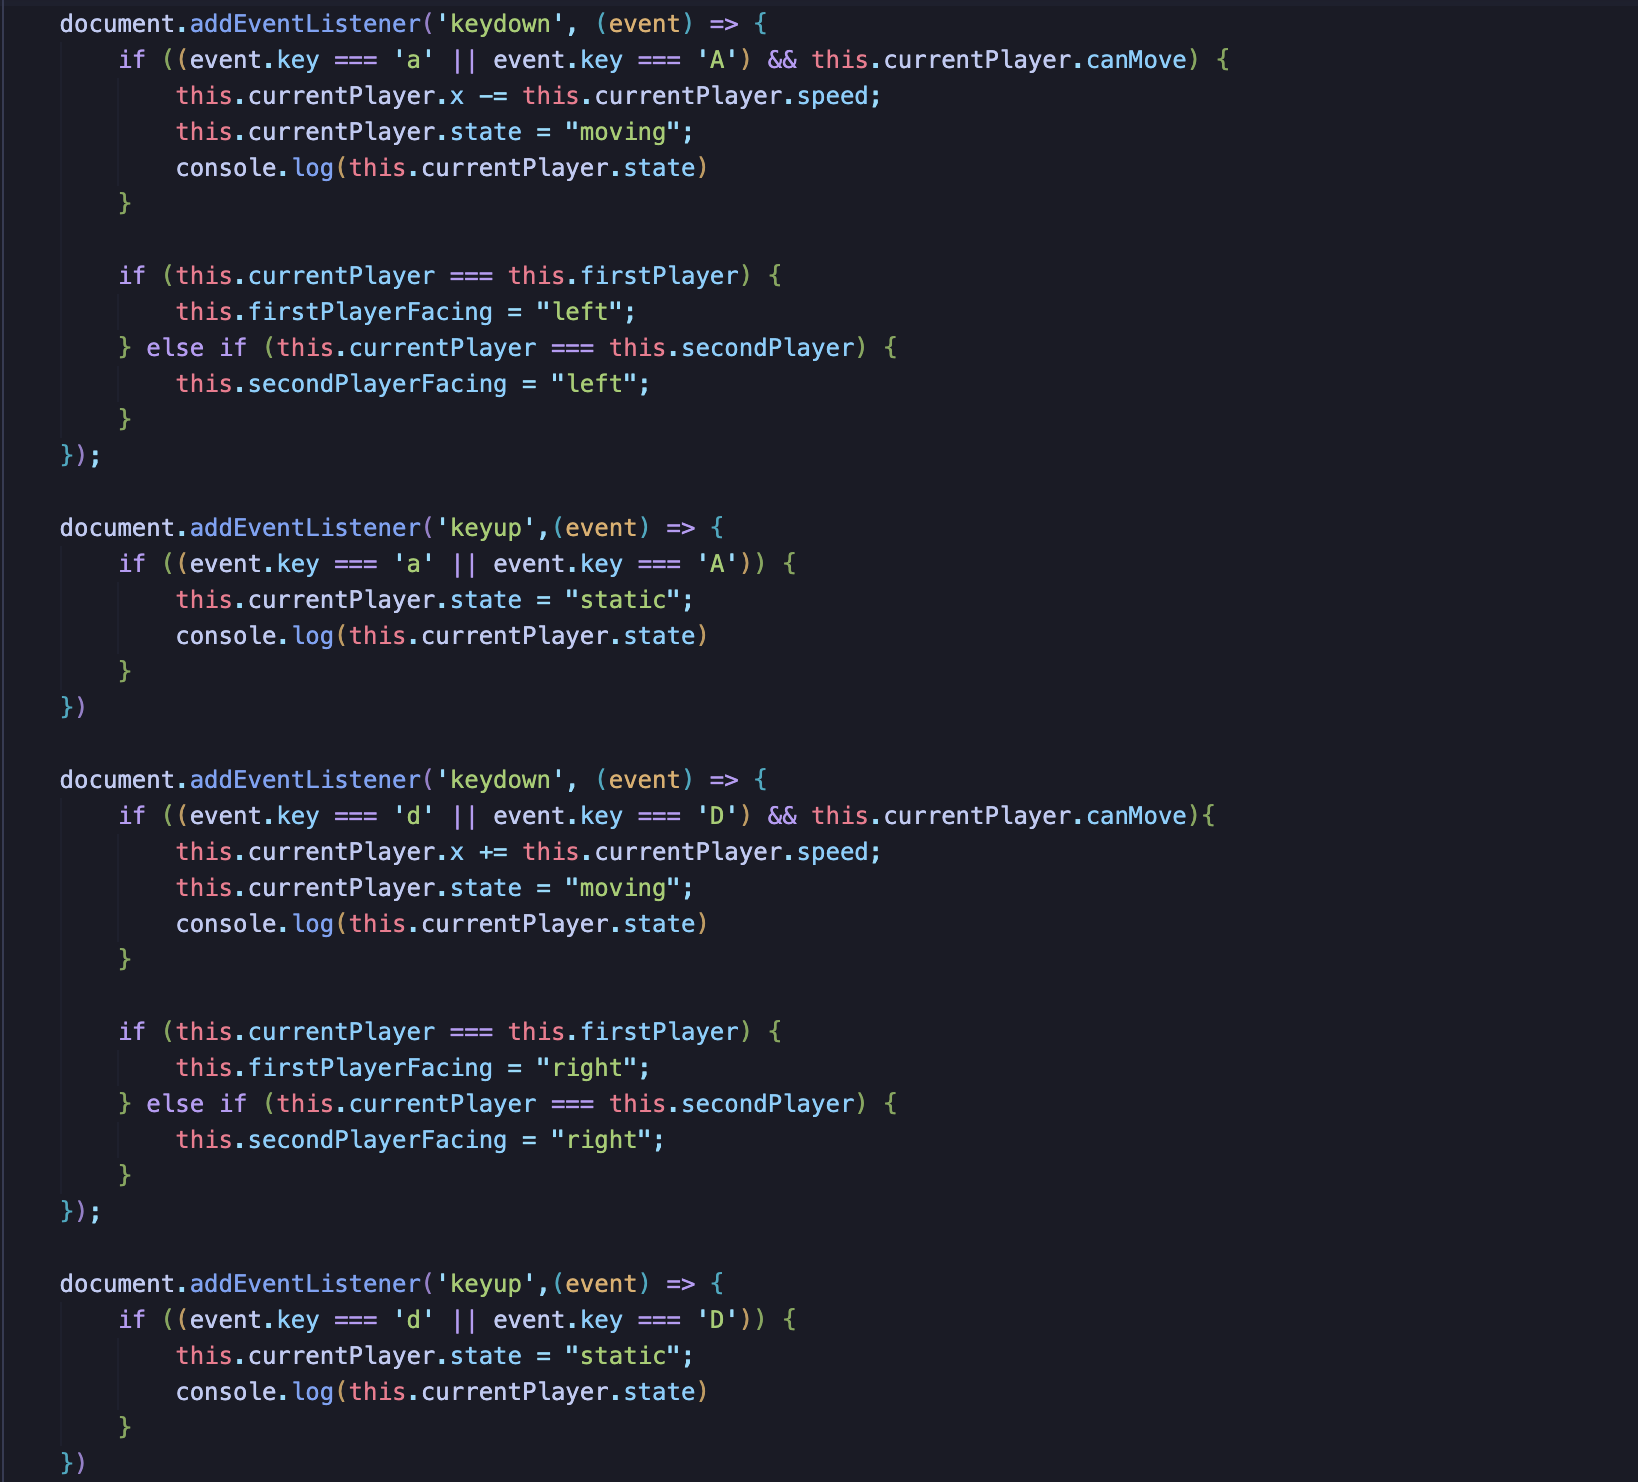 document.addEventListener('keydown', (event) => {
    if ((event.key === 'a' || event.key === 'A') && this.currentPlayer.canMove) {
        this.currentPlayer.x -= this.currentPlayer.speed;
        this.currentPlayer.state = "moving";
        console.log(this.currentPlayer.state)
    }

    if (this.currentPlayer === this.firstPlayer) {
        this.firstPlayerFacing = "left";
    } else if (this.currentPlayer === this.secondPlayer) {
        this.secondPlayerFacing = "left";
    }
});

document.addEventListener('keyup',(event) => {
    if ((event.key === 'a' || event.key === 'A')) {
        this.currentPlayer.state = "static";
        console.log(this.currentPlayer.state)
    }
})

document.addEventListener('keydown', (event) => {
    if ((event.key === 'd' || event.key === 'D') && this.currentPlayer.canMove){
        this.currentPlayer.x += this.currentPlayer.speed;
        this.currentPlayer.state = "moving";
        console.log(this.currentPlayer.state)
    }

    if (this.currentPlayer === this.firstPlayer) {
        this.firstPlayerFacing = "right";
    } else if (this.currentPlayer === this.secondPlayer) {
        this.secondPlayerFacing = "right";
    }
});

document.addEventListener('keyup',(event) => {
    if ((event.key === 'd' || event.key === 'D')) {
        this.currentPlayer.state = "static";
        console.log(this.currentPlayer.state)
    }
})